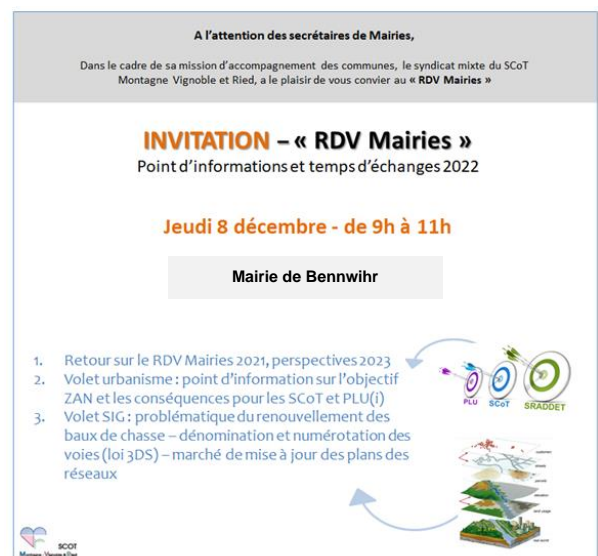 A l'attention des secrétaires de Mairies,
Dans le cadre de sa mission d'accompagnement des communes, le syndicat mixte du SCoT
Montagne Vignoble et Ried, a le plaisir de vous convier au « RDV Mairies »
INVITATION – « RDV Mairies »
Point d'informations et temps d'échanges 2022
Jeudi 8 décembre - de 9h à 11h
Mairie de Bennwihr
1. Retour sur le RDV Mairies 2021, perspectives 2023
2. Volet urbanisme : point d'information sur l'objectif
ZAN et les conséquences pour les SCoT et PLU(i)
3. Volet SIG : problématique du renouvellement des
baux de chasse – dénomination et numérotation des
voies (loi 3DS) – marché de mise à jour des plans des
réseaux
PLU
SCoT
SRADDET
SCOT